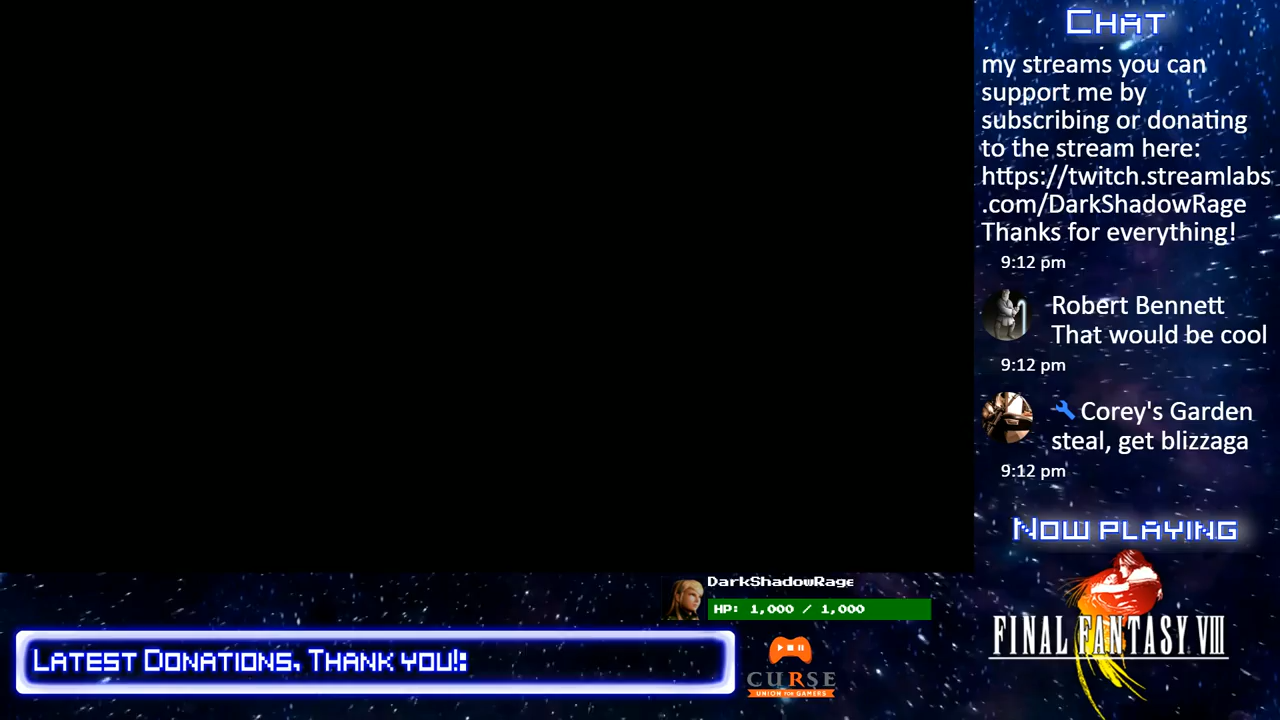 Chat
my streams you can
support me by
subscribing or donating
to the stream here:
https://twitch.streamlabs
.com/DarkShadowRage
Thanks for everything!
9:12 pm
Robert Bennett
That would be cool
9:12 pm
Corey's Garden
steal, get blizzaga
9:12 pm
Now playing
FINAL FANTASY VIII
DarkShadowRage
HP: 1,000 / 1,000
Latest Donations, Thank you!:
CURSE
UNION FOR GAMERS